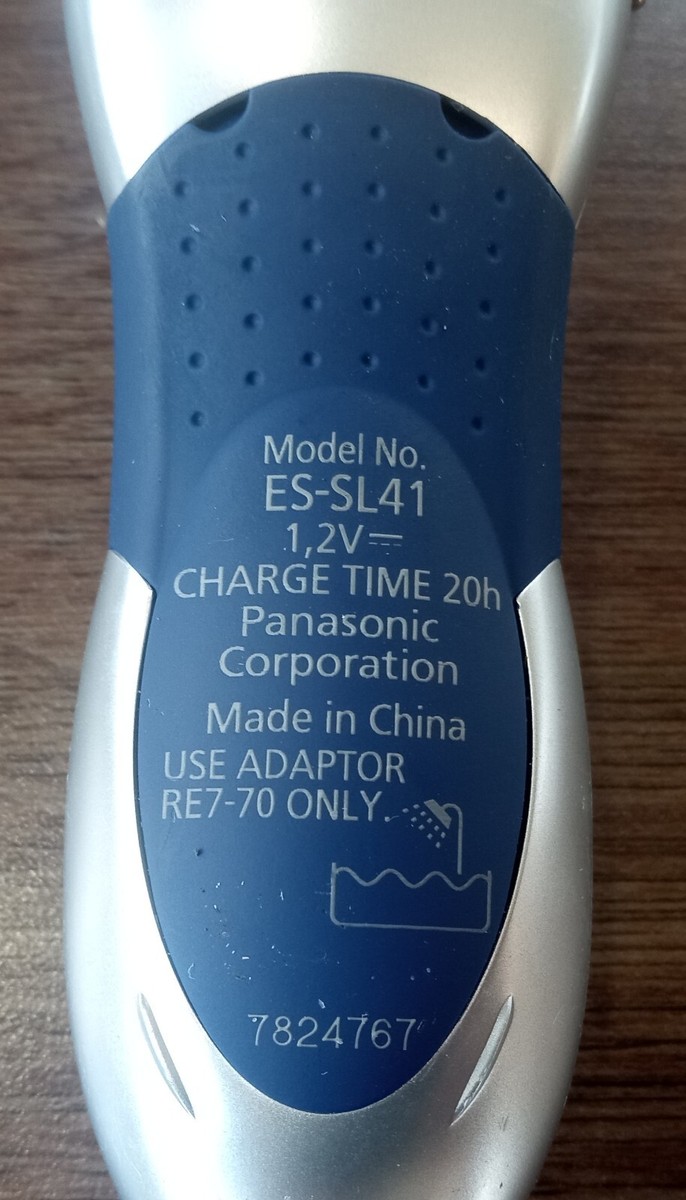 Model No.
ES-SL41
1,2V⎓
CHARGE TIME 20h
Panasonic
Corporation
Made in China
USE ADAPTOR
RE7-70 ONLY.
7824767